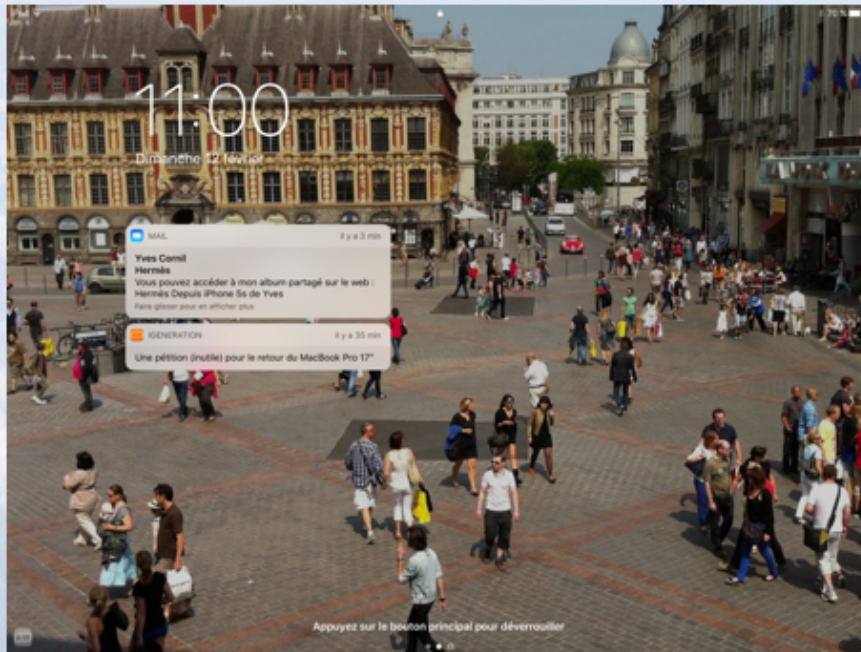 70 %
11:00
Dimanche 12 février
MAIL il y a 3 min
Yves Cornil
Hermès
Vous pouvez accéder à mon album partagé sur le web :
Hermès Depuis iPhone 5s de Yves
Faire glisser pour en afficher plus
IGENERATION il y a 35 min
Une pétition (inutile) pour le retour du MacBook Pro 17"
Appuyez sur le bouton principal pour déverrouiller